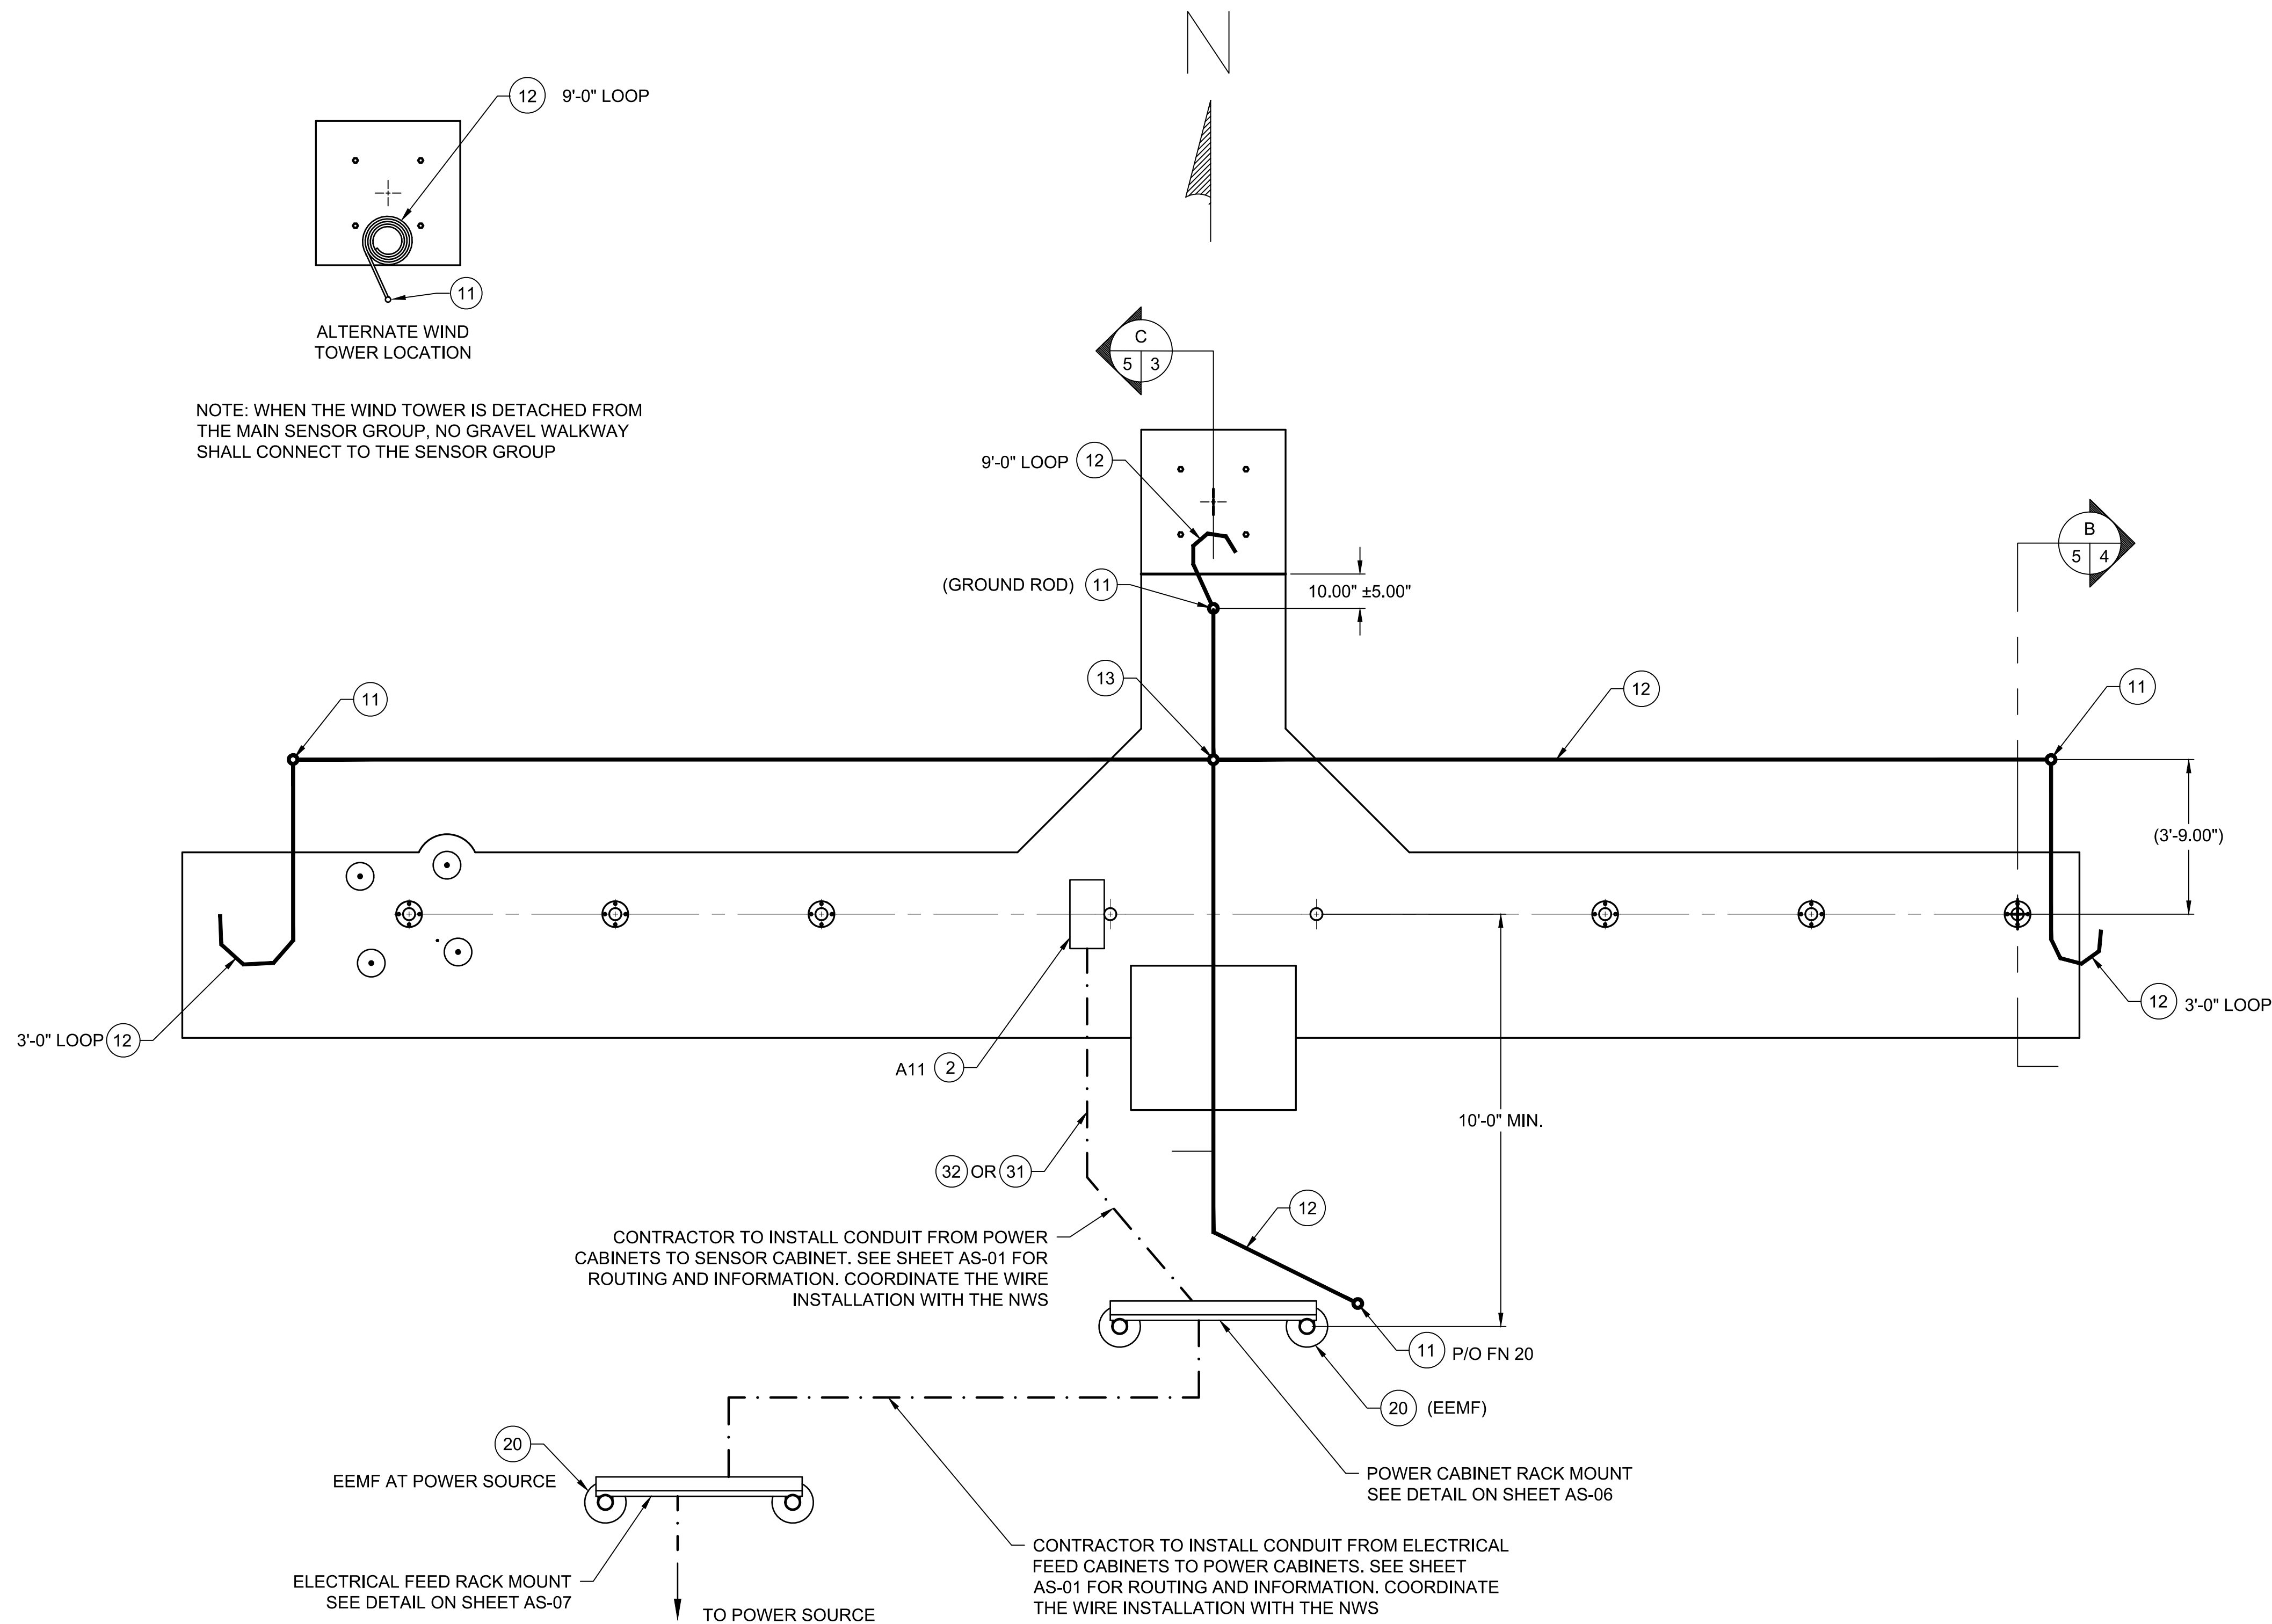 N
12 9'-0" LOOP
11
ALTERNATE WIND
TOWER LOCATION
NOTE: WHEN THE WIND TOWER IS DETACHED FROM
THE MAIN SENSOR GROUP, NO GRAVEL WALKWAY
SHALL CONNECT TO THE SENSOR GROUP
C
5 3
9'-0" LOOP 12
B
5 4
(GROUND ROD) 11
10.00" ±5.00"
13
11
12
11
(3'-9.00")
3'-0" LOOP 12
12 3'-0" LOOP
A11 2
10'-0" MIN.
32 OR 31
12
CONTRACTOR TO INSTALL CONDUIT FROM POWER
CABINETS TO SENSOR CABINET. SEE SHEET AS-01 FOR
ROUTING AND INFORMATION. COORDINATE THE WIRE
INSTALLATION WITH THE NWS
11 P/O FN 20
20 (EEMF)
20
EEMF AT POWER SOURCE
POWER CABINET RACK MOUNT
SEE DETAIL ON SHEET AS-06
ELECTRICAL FEED RACK MOUNT
SEE DETAIL ON SHEET AS-07
CONTRACTOR TO INSTALL CONDUIT FROM ELECTRICAL
FEED CABINETS TO POWER CABINETS. SEE SHEET
AS-01 FOR ROUTING AND INFORMATION. COORDINATE
THE WIRE INSTALLATION WITH THE NWS
TO POWER SOURCE